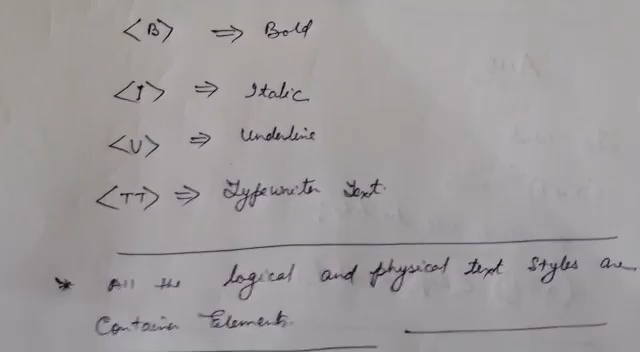 <B> ⇒ Bold
<I> ⇒ Italic
<U> ⇒ Underline
<TT> ⇒ Typewriter Text.
* All the logical and physical text styles are
Container Elements.